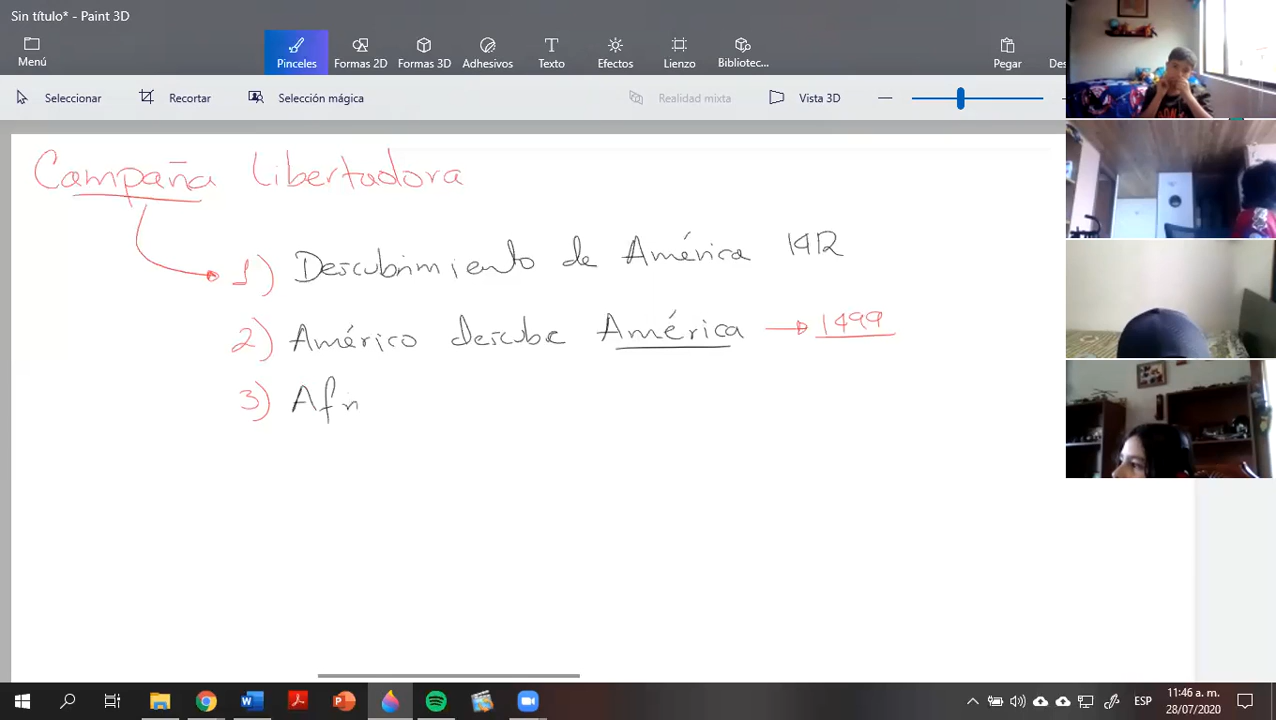 Sin título* - Paint 3D
Menú
Pinceles
Formas 2D
Formas 3D
Adhesivos
Texto
Efectos
Lienzo
Bibliotec...
Pegar
Des
Seleccionar
Recortar
Selección mágica
Realidad mixta
Vista 3D
Campaña Libertadora
1) Descubrimiento de América
2) Américo descube América → 1499
3) Afri
ESP
11:46 a. m.
28/07/2020